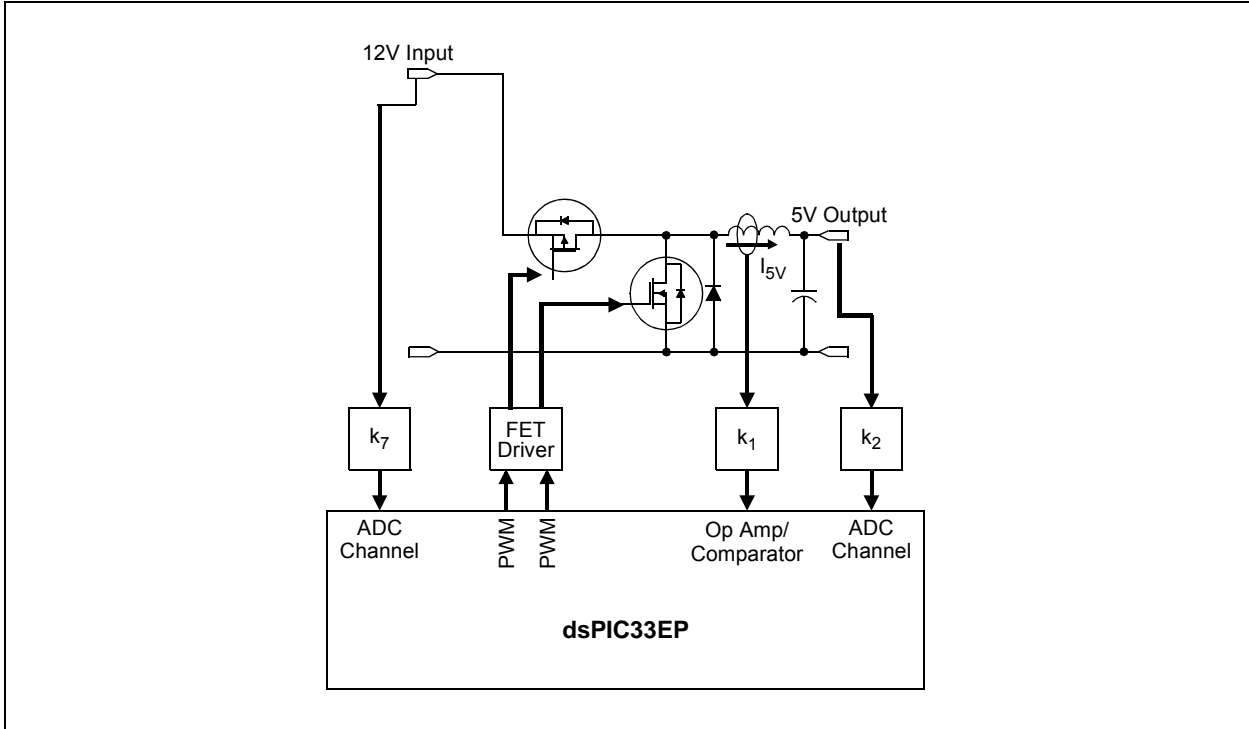 12V Input
5V Output
I5V
k7
FET
Driver
k1
k2
ADC
Channel
PWM
PWM
Op Amp/
Comparator
ADC
Channel
dsPIC33EP